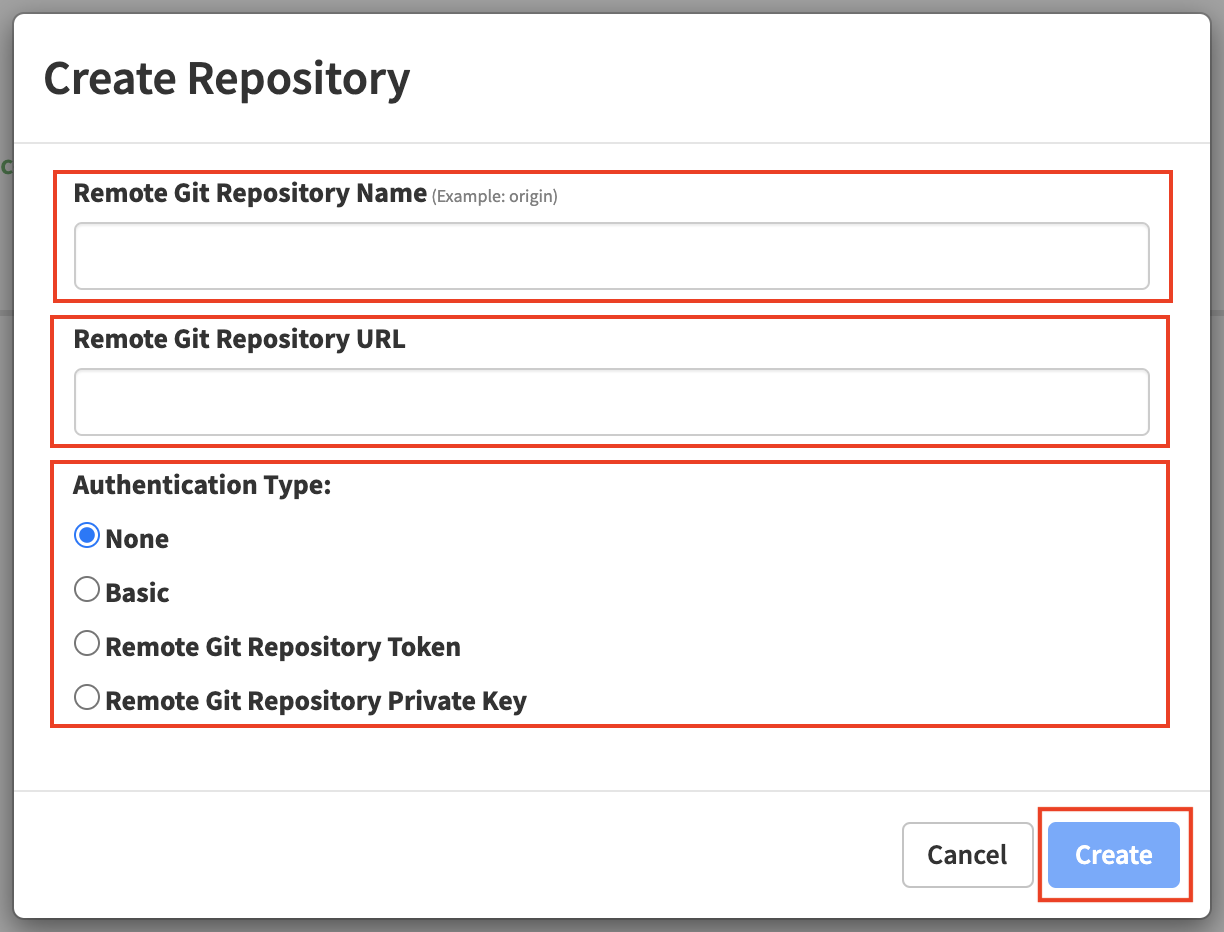 Create Repository
c
Remote Git Repository Name (Example: origin)
Remote Git Repository URL
Authentication Type:
None
Basic
Remote Git Repository Token
Remote Git Repository Private Key
Cancel
Create